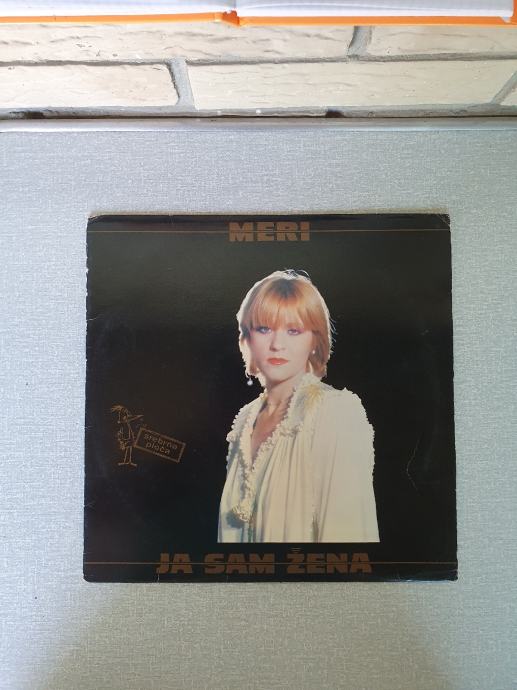 MERI
srebrna
ploča
JA SAM ŽENA